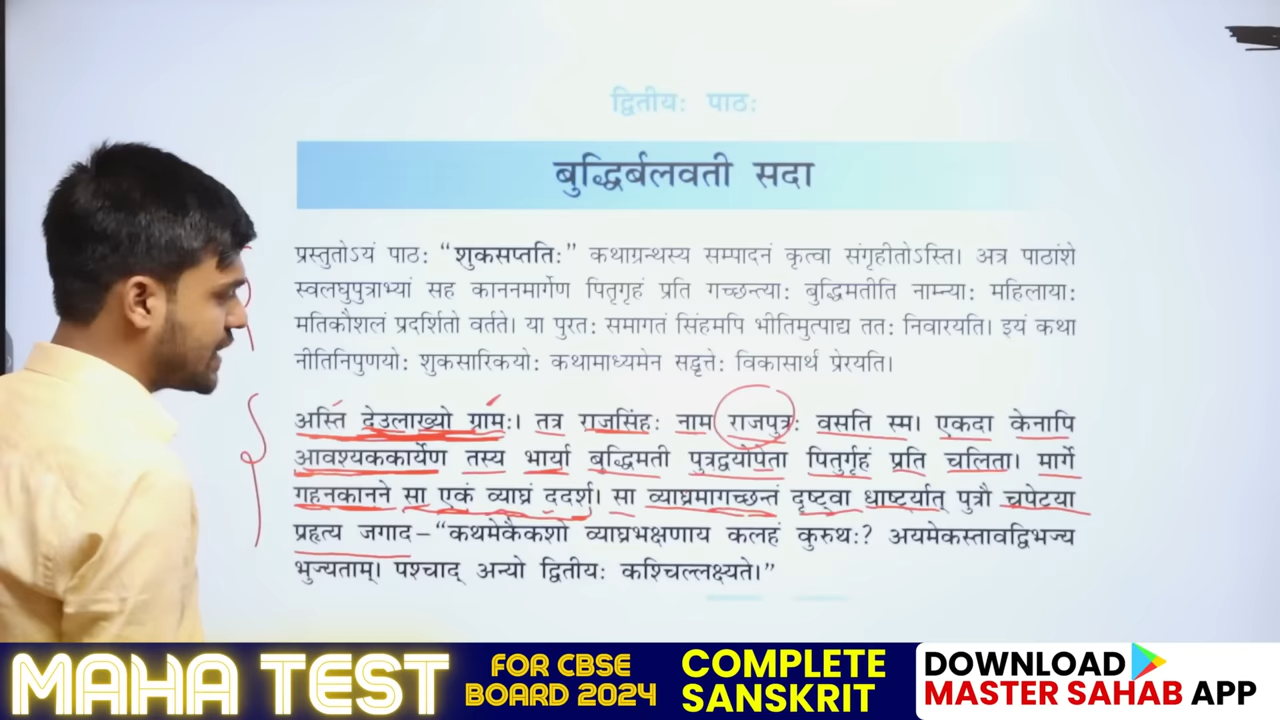 द्वितीयः पाठः
बुद्धिर्बलवती सदा
प्रस्तुतोऽयं पाठः “शुकसप्ततिः” कथाग्रन्थस्य सम्पादनं कृत्वा संगृहीतोऽस्ति। अत्र पाठांशे
स्वलघुपुत्राभ्यां सह काननमार्गेण पितृगृहं प्रति गच्छन्त्याः बुद्धिमतीति नाम्न्याः महिलायाः
मतिकौशलं प्रदर्शितो वर्तते। या पुरतः समागतं सिंहमपि भीतिमुत्पाद्य ततः निवारयति। इयं कथा
नीतिनिपुणयोः शुकसारिकयोः कथामाध्यमेन सद्वृत्तेः विकासार्थं प्रेरयति।
अस्ति देउलाख्यो ग्रामः। तत्र राजसिंहः नाम राजपुत्रः वसति स्म। एकदा केनापि
आवश्यककार्येण तस्य भार्या बुद्धिमती पुत्रद्वयोपेता पितुर्गृहं प्रति चलिता। मार्गे
गहनकानने सा एकं व्याघ्रं ददर्श। सा व्याघ्रमागच्छन्तं दृष्ट्वा धाष्टर्यात् पुत्रौ चपेटया
प्रहृत्य जगाद–“कथमेकैकशो व्याघ्रभक्षणाय कलहं कुरुथः? अयमेकस्तावद्विभज्य
भुज्यताम्। पश्चाद् अन्यो द्वितीयः कश्चिल्लक्ष्यते।”
MAHA TEST FOR CBSE COMPLETE DOWNLOAD
BOARD 2024 SANSKRIT MASTER SAHAB APP